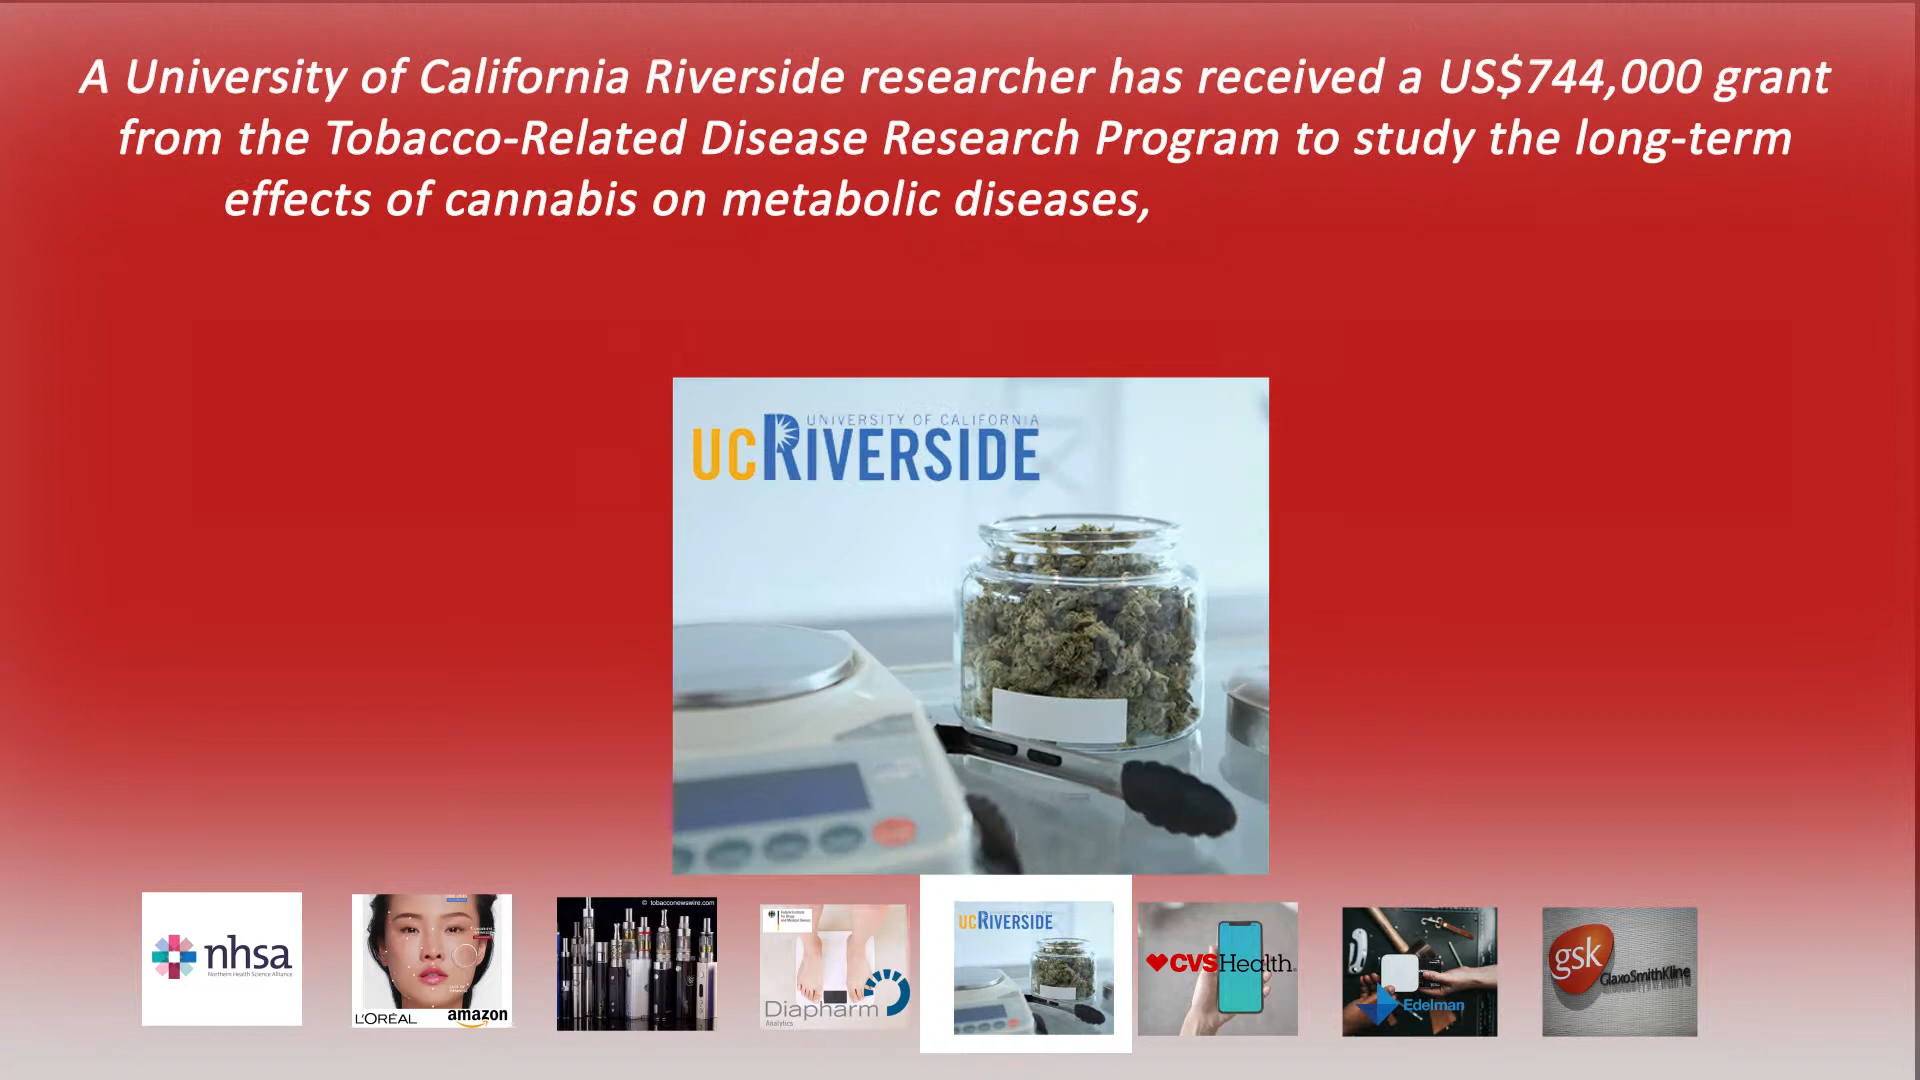 A University of California Riverside researcher has received a US$744,000 grant
from the Tobacco-Related Disease Research Program to study the long-term
effects of cannabis on metabolic diseases,
UNIVERSITY OF CALIFORNIA
UCRIVERSIDE
nhsa
Northern Health Science Alliance
L'ORÉAL
amazon
© tobacconewswire.com
Diapharm
Analytics
UCRIVERSIDE
CVSHealth
Edelman
gsk
GlaxoSmithKline